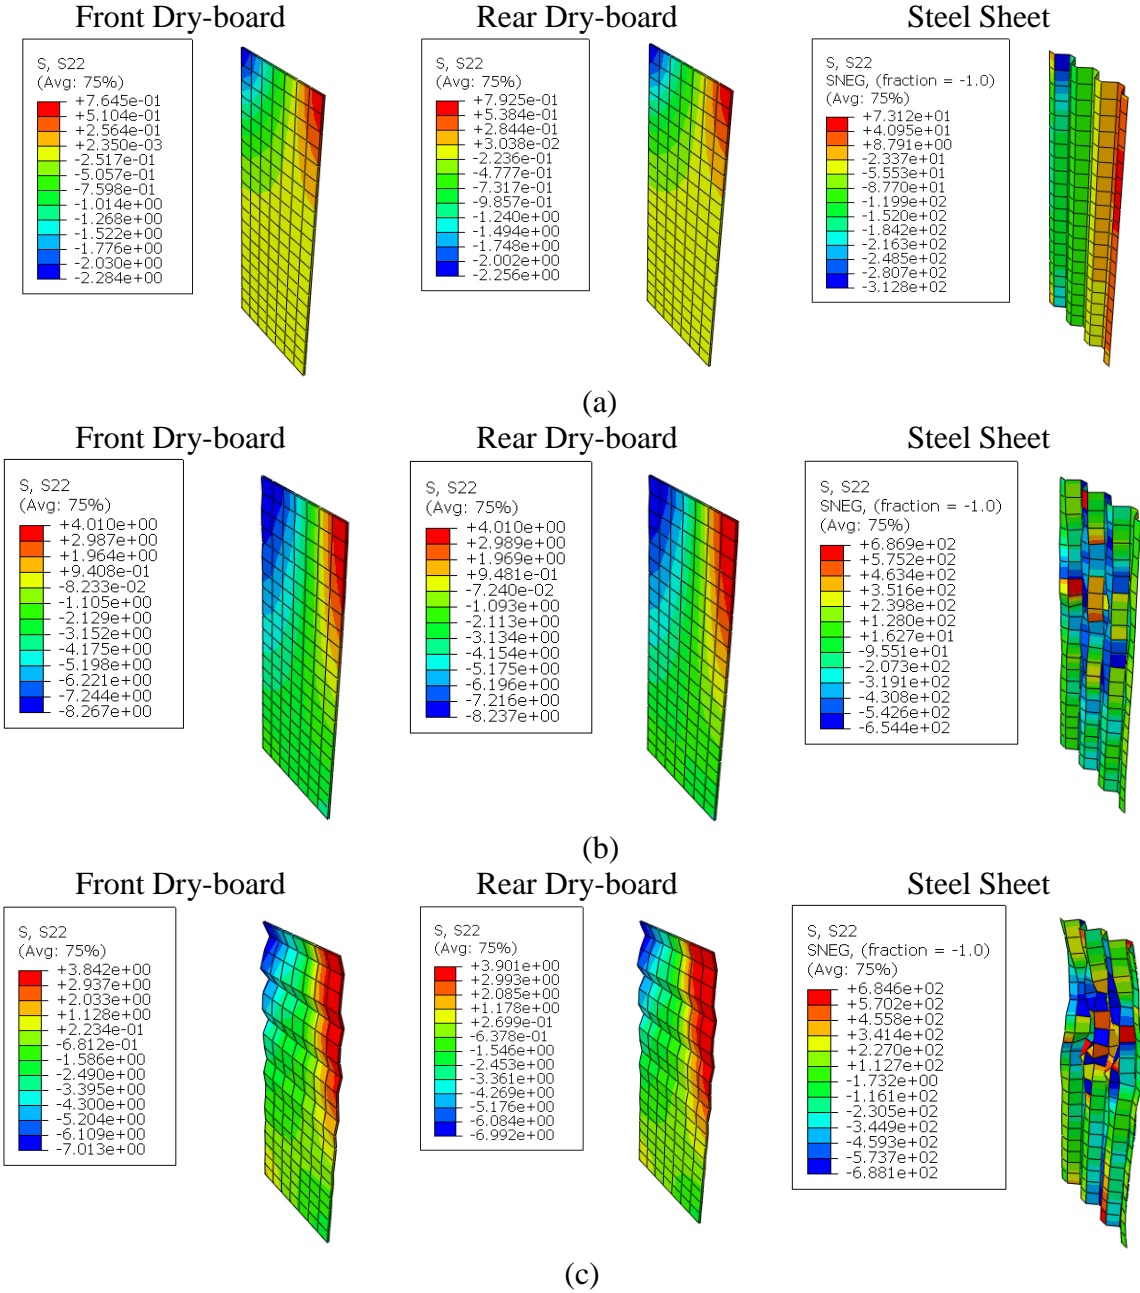 Front Dry-board
Rear Dry-board
Steel Sheet
S, S22
(Avg: 75%)
+7.645e-01
+5.104e-01
+2.564e-01
+2.350e-03
-2.517e-01
-5.057e-01
-7.598e-01
-1.014e+00
-1.268e+00
-1.522e+00
-1.776e+00
-2.030e+00
-2.284e+00
S, S22
(Avg: 75%)
+7.925e-01
+5.384e-01
+2.844e-01
+3.038e-02
-2.236e-01
-4.777e-01
-7.317e-01
-9.857e-01
-1.240e+00
-1.494e+00
-1.748e+00
-2.002e+00
-2.256e+00
S, S22
SNEG, (fraction = -1.0)
(Avg: 75%)
+7.312e+01
+4.095e+01
+8.791e+00
-2.337e+01
-5.553e+01
-8.770e+01
-1.199e+02
-1.520e+02
-1.842e+02
-2.163e+02
-2.485e+02
-2.807e+02
-3.128e+02
(a)
Front Dry-board
Rear Dry-board
Steel Sheet
S, S22
(Avg: 75%)
+4.010e+00
+2.987e+00
+1.964e+00
+9.408e-01
-8.233e-02
-1.105e+00
-2.129e+00
-3.152e+00
-4.175e+00
-5.198e+00
-6.221e+00
-7.244e+00
-8.267e+00
S, S22
(Avg: 75%)
+4.010e+00
+2.989e+00
+1.969e+00
+9.481e-01
-7.240e-02
-1.093e+00
-2.113e+00
-3.134e+00
-4.154e+00
-5.175e+00
-6.196e+00
-7.216e+00
-8.237e+00
S, S22
SNEG, (fraction = -1.0)
(Avg: 75%)
+6.869e+02
+5.752e+02
+4.634e+02
+3.516e+02
+2.398e+02
+1.280e+02
+1.627e+01
-9.551e+01
-2.073e+02
-3.191e+02
-4.308e+02
-5.426e+02
-6.544e+02
(b)
Front Dry-board
Rear Dry-board
Steel Sheet
S, S22
(Avg: 75%)
+3.842e+00
+2.937e+00
+2.033e+00
+1.128e+00
+2.234e-01
-6.812e-01
-1.586e+00
-2.490e+00
-3.395e+00
-4.300e+00
-5.204e+00
-6.109e+00
-7.013e+00
S, S22
(Avg: 75%)
+3.901e+00
+2.993e+00
+2.085e+00
+1.178e+00
+2.699e-01
-6.378e-01
-1.546e+00
-2.453e+00
-3.361e+00
-4.269e+00
-5.176e+00
-6.084e+00
-6.992e+00
S, S22
SNEG, (fraction = -1.0)
(Avg: 75%)
+6.846e+02
+5.702e+02
+4.558e+02
+3.414e+02
+2.270e+02
+1.127e+02
-1.732e+00
-1.161e+02
-2.305e+02
-3.449e+02
-4.593e+02
-5.737e+02
-6.881e+02
(c)